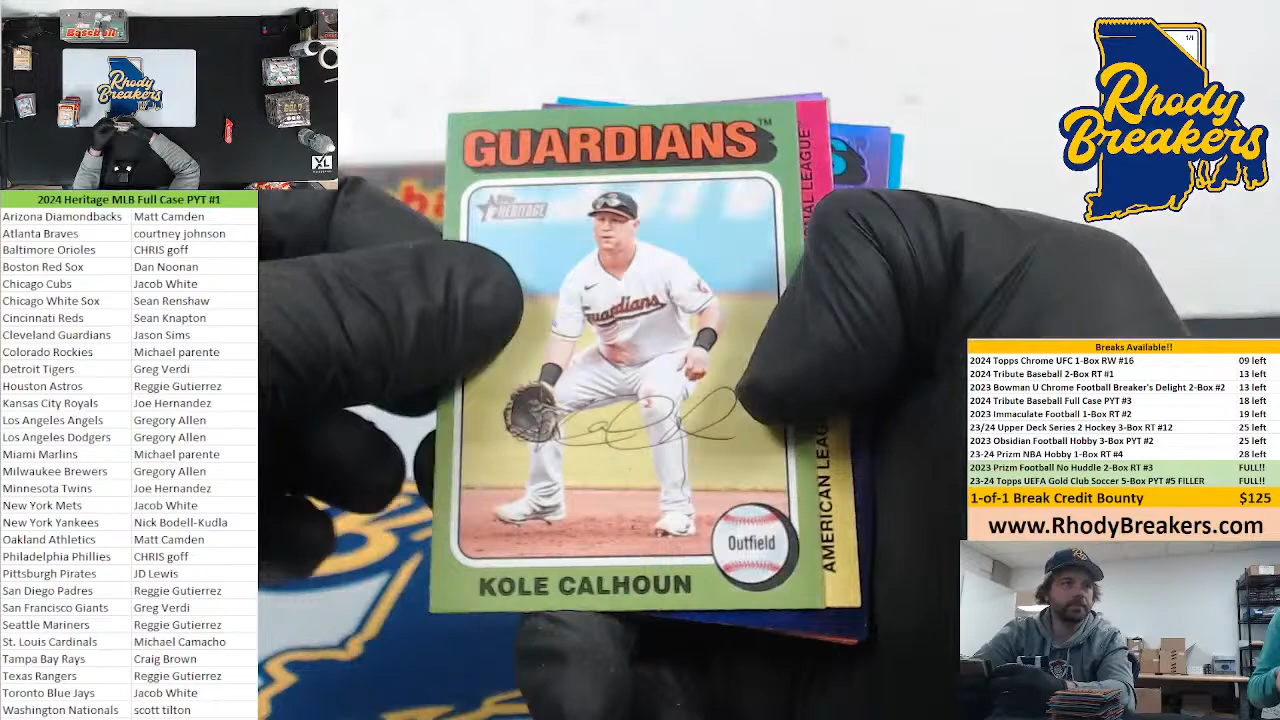 Baseball
Rhody
Breakers
XL
2024 Heritage MLB Full Case PYT #1
Arizona Diamondbacks Matt Camden
Atlanta Braves courtney johnson
Baltimore Orioles CHRIS goff
Boston Red Sox Dan Noonan
Chicago Cubs Jacob White
Chicago White Sox Sean Renshaw
Cincinnati Reds Sean Knapton
Cleveland Guardians Jason Sims
Colorado Rockies Michael parente
Detroit Tigers Greg Verdi
Houston Astros Reggie Gutierrez
Kansas City Royals Joe Hernandez
Los Angeles Angels Gregory Allen
Los Angeles Dodgers Gregory Allen
Miami Marlins Michael parente
Milwaukee Brewers Gregory Allen
Minnesota Twins Joe Hernandez
New York Mets Jacob White
New York Yankees Nick Bodell-Kudla
Oakland Athletics Matt Camden
Philadelphia Phillies CHRIS goff
Pittsburgh Pirates JD Lewis
San Diego Padres Reggie Gutierrez
San Francisco Giants Greg Verdi
Seattle Mariners Reggie Gutierrez
St. Louis Cardinals Michael Camacho
Tampa Bay Rays Craig Brown
Texas Rangers Reggie Gutierrez
Toronto Blue Jays Jacob White
Washington Nationals scott tilton
GUARDIANS™
Topps
HERITAGE
Guardians
Outfield
KOLE CALHOUN
LEAGUE
AMERICAN LEAG
1/1
Rhody
Breakers
Breaks Available!!
2024 Topps Chrome UFC 1-Box RW #16 09 left
2024 Tribute Baseball 2-Box RT #1 13 left
2023 Bowman U Chrome Football Breaker's Delight 2-Box #2 13 left
2024 Tribute Baseball Full Case PYT #3 18 left
2023 Immaculate Football 1-Box RT #2 19 left
23/24 Upper Deck Series 2 Hockey 3-Box RT #12 25 left
2023 Obsidian Football Hobby 3-Box PYT #2 25 left
23-24 Prizm NBA Hobby 1-Box RT #4 28 left
2023 Prizm Football No Huddle 2-Box RT #3 FULL!!
23-24 Topps UEFA Gold Club Soccer 5-Box PYT #5 FILLER FULL!!
1-of-1 Break Credit Bounty $125
www.RhodyBreakers.com